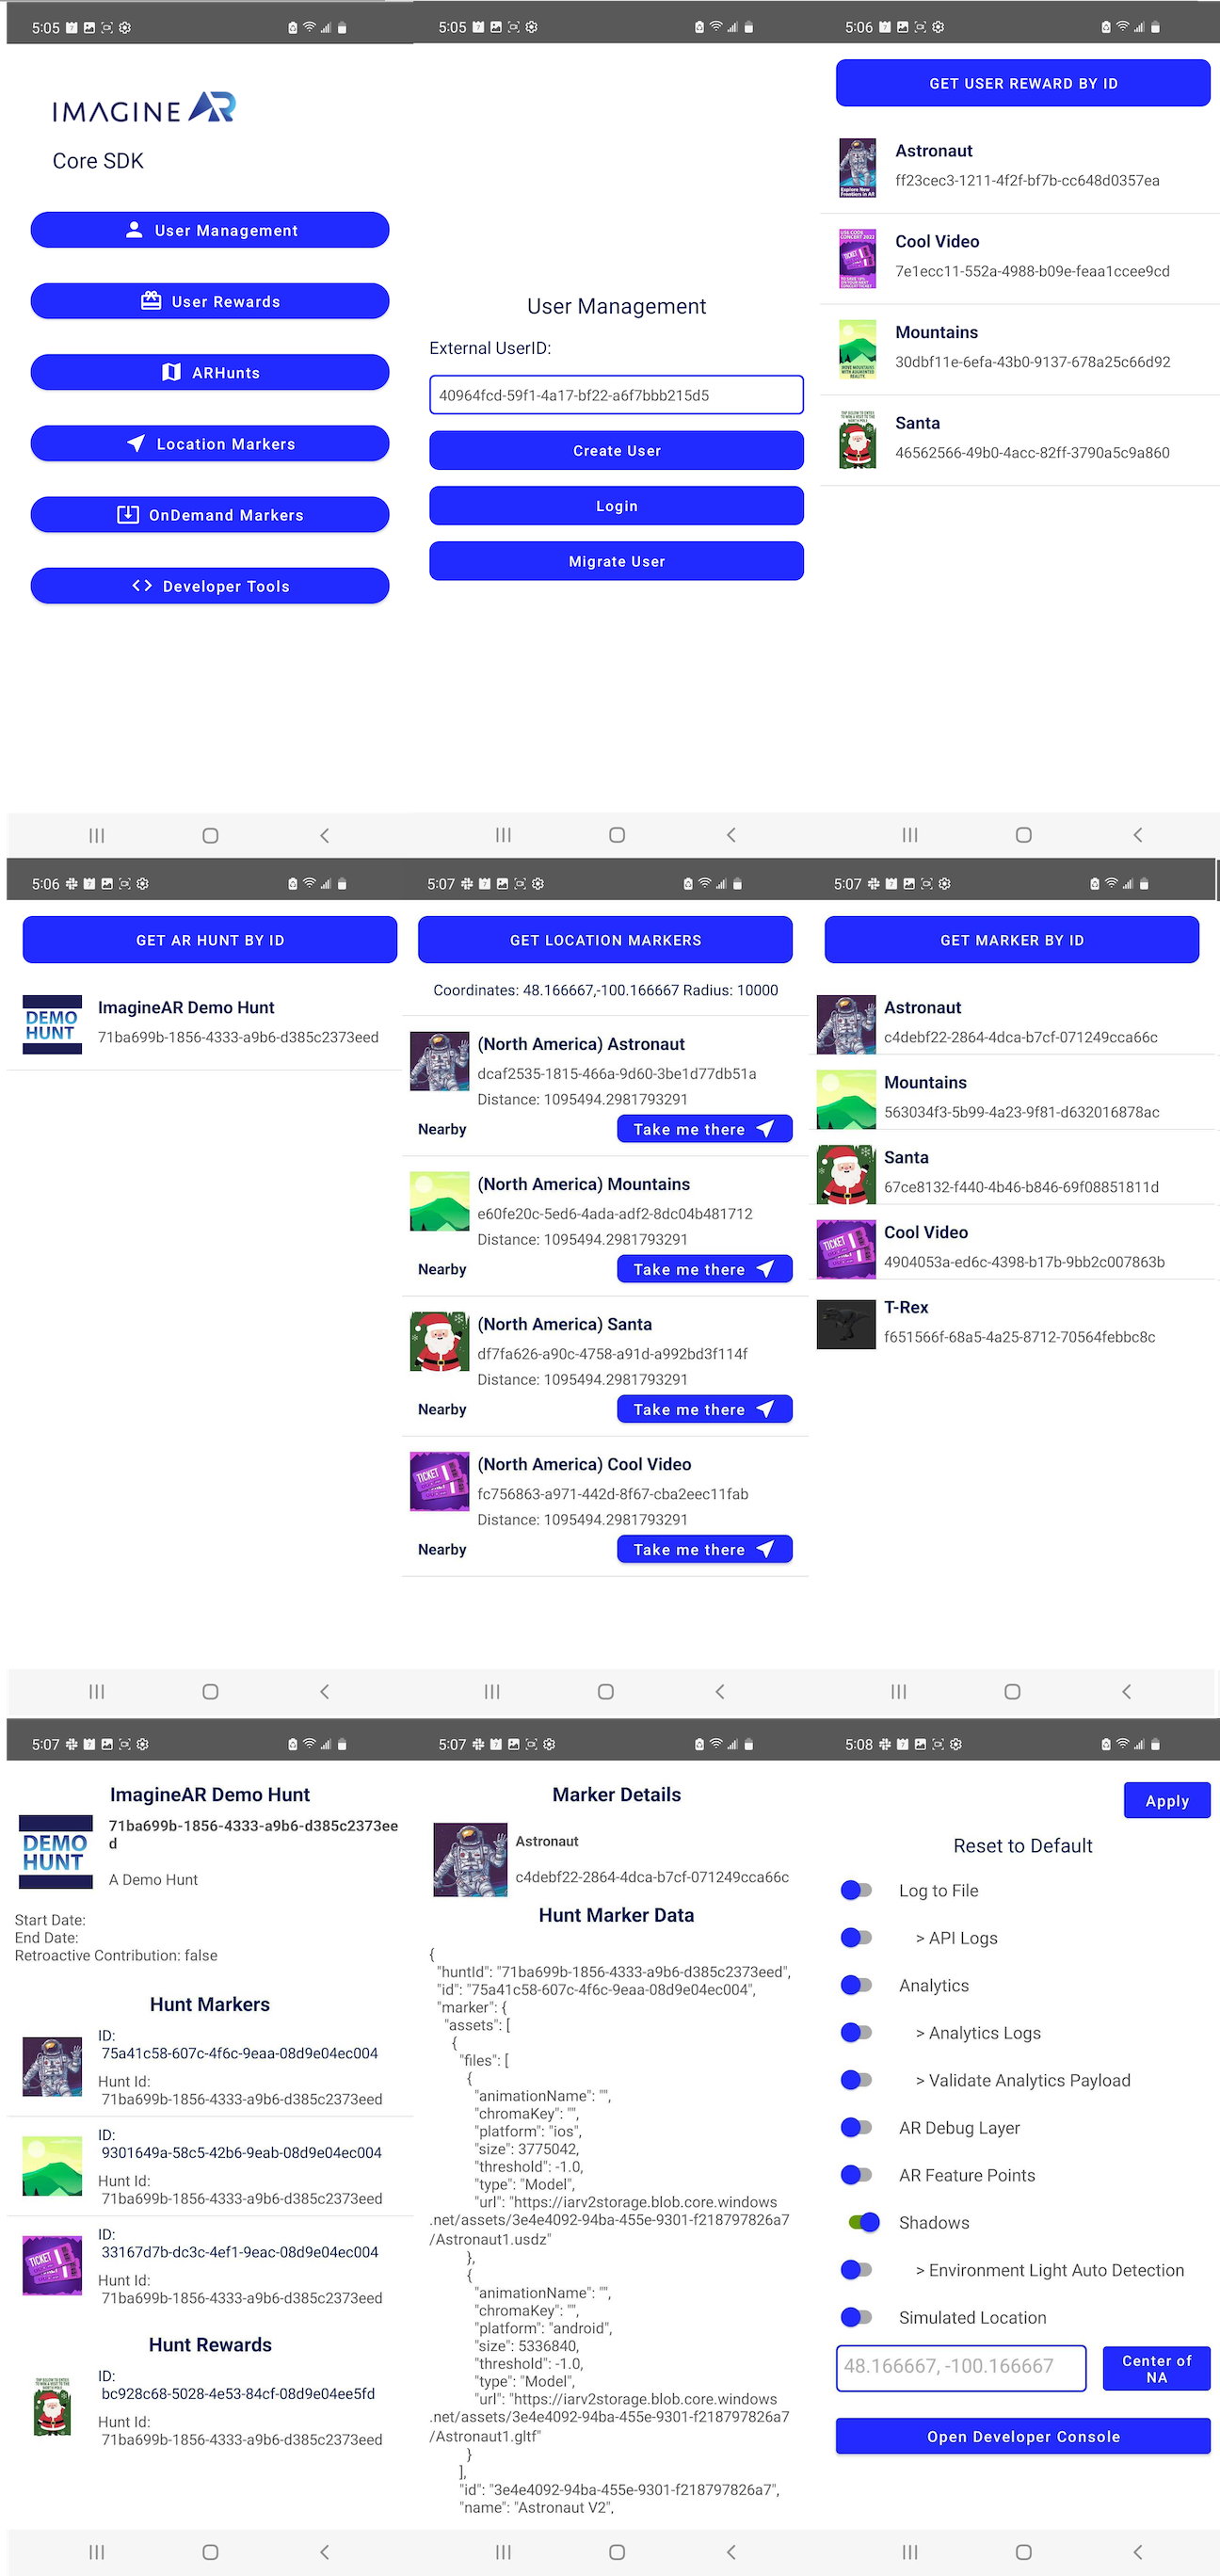 5:05
IMAGINE AR
Core SDK
User Management
User Rewards
ARHunts
Location Markers
OnDemand Markers
Developer Tools
5:05
User Management
External UserID:
40964fcd-59f1-4a17-bf22-a6f7bbb215d5
Create User
Login
Migrate User
5:06
GET USER REWARD BY ID
Astronaut
ff23cec3-1211-4f2f-bf7b-cc648d0357ea
Cool Video
7e1ecc11-552a-4988-b09e-feaa1ccee9cd
Mountains
30dbf11e-6efa-43b0-9137-678a25c66d92
Santa
46562566-49b0-4acc-82ff-3790a5c9a860
5:06
GET AR HUNT BY ID
DEMO
HUNT
ImagineAR Demo Hunt
71ba699b-1856-4333-a9b6-d385c2373eed
5:07
GET LOCATION MARKERS
Coordinates: 48.166667,-100.166667 Radius: 10000
(North America) Astronaut
dcaf2535-1815-466a-9d60-3be1d77db51a
Distance: 1095494.2981793291
Nearby
Take me there
(North America) Mountains
e60fe20c-5ed6-4ada-adf2-8dc04b481712
Distance: 1095494.2981793291
Nearby
Take me there
(North America) Santa
df7fa626-a90c-4758-a91d-a992bd3f114f
Distance: 1095494.2981793291
Nearby
Take me there
TICKET
(North America) Cool Video
fc756863-a971-442d-8f67-cba2eec11fab
Distance: 1095494.2981793291
Nearby
Take me there
5:07
GET MARKER BY ID
Astronaut
c4debf22-2864-4dca-b7cf-071249cca66c
Mountains
563034f3-5b99-4a23-9f81-d632016878ac
Santa
67ce8132-f440-4b46-b846-69f08851811d
TICKET
Cool Video
4904053a-ed6c-4398-b17b-9bb2c007863b
T-Rex
f651566f-68a5-4a25-8712-70564febbc8c
5:07
ImagineAR Demo Hunt
DEMO
HUNT
71ba699b-1856-4333-a9b6-d385c2373ee
d
A Demo Hunt
Start Date:
End Date:
Retroactive Contribution: false
Hunt Markers
ID:
75a41c58-607c-4f6c-9eaa-08d9e04ec004
Hunt Id:
71ba699b-1856-4333-a9b6-d385c2373eed
ID:
9301649a-58c5-42b6-9eab-08d9e04ec004
Hunt Id:
71ba699b-1856-4333-a9b6-d385c2373eed
TICKET
ID:
33167d7b-dc3c-4ef1-9eac-08d9e04ec004
Hunt Id:
71ba699b-1856-4333-a9b6-d385c2373eed
Hunt Rewards
ID:
bc928c68-5028-4e53-84cf-08d9e04ee5fd
Hunt Id:
71ba699b-1856-4333-a9b6-d385c2373eed
5:07
Marker Details
Astronaut
c4debf22-2864-4dca-b7cf-071249cca66c
Hunt Marker Data
{
"huntId": "71ba699b-1856-4333-a9b6-d385c2373eed",
"id": "75a41c58-607c-4f6c-9eaa-08d9e04ec004",
"marker": {
"assets": [
{
"files": [
{
"animationName": "",
"chromaKey": "",
"platform": "ios",
"size": 3775042,
"threshold": -1.0,
"type": "Model",
"url": "https://iarv2storage.blob.core.windows
.net/assets/3e4e4092-94ba-455e-9301-f218797826a7
/Astronaut1.usdz"
},
{
"animationName": "",
"chromaKey": "",
"platform": "android",
"size": 5336840,
"threshold": -1.0,
"type": "Model",
"url": "https://iarv2storage.blob.core.windows
.net/assets/3e4e4092-94ba-455e-9301-f218797826a7
/Astronaut1.gltf"
}
],
"id": "3e4e4092-94ba-455e-9301-f218797826a7",
"name": "Astronaut V2",
5:08
Apply
Reset to Default
Log to File
> API Logs
Analytics
> Analytics Logs
> Validate Analytics Payload
AR Debug Layer
AR Feature Points
Shadows
> Environment Light Auto Detection
Simulated Location
48.166667, -100.166667
Center of
NA
Open Developer Console